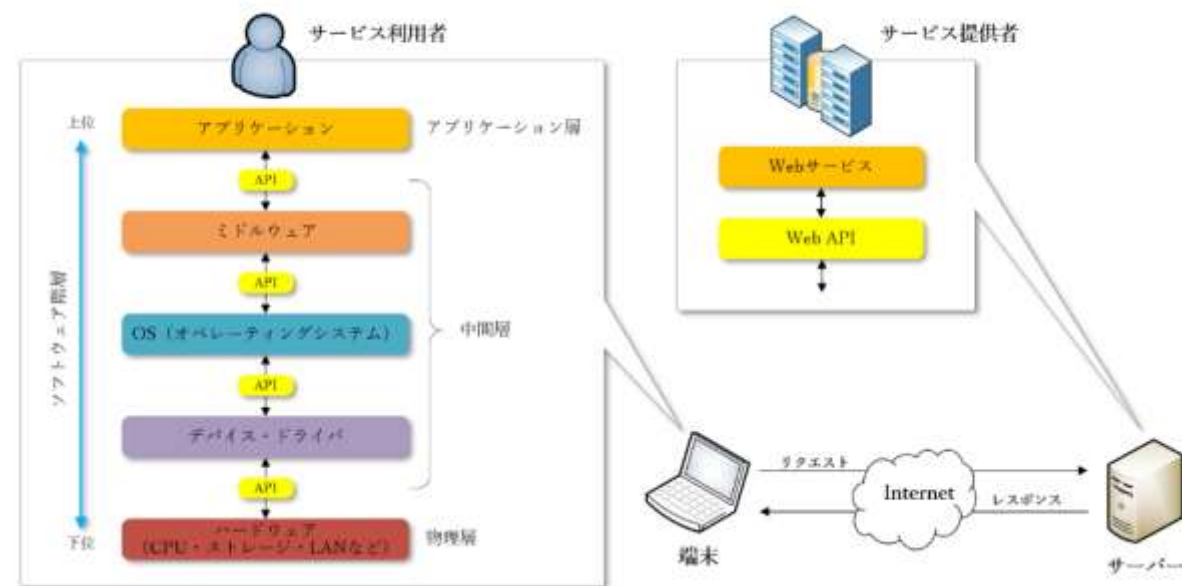 サービス利用者
サービス提供者
上位
アプリケーション
アプリケーション層
API
ミドルウェア
API
OS（オペレーティングシステム）
中間層
API
デバイス・ドライバ
API
ハードウェア
（CPU・ストレージ・LANなど）
物理層
下位
ソフトウェア階層
Webサービス
Web API
リクエスト
Internet
レスポンス
端末
サーバー